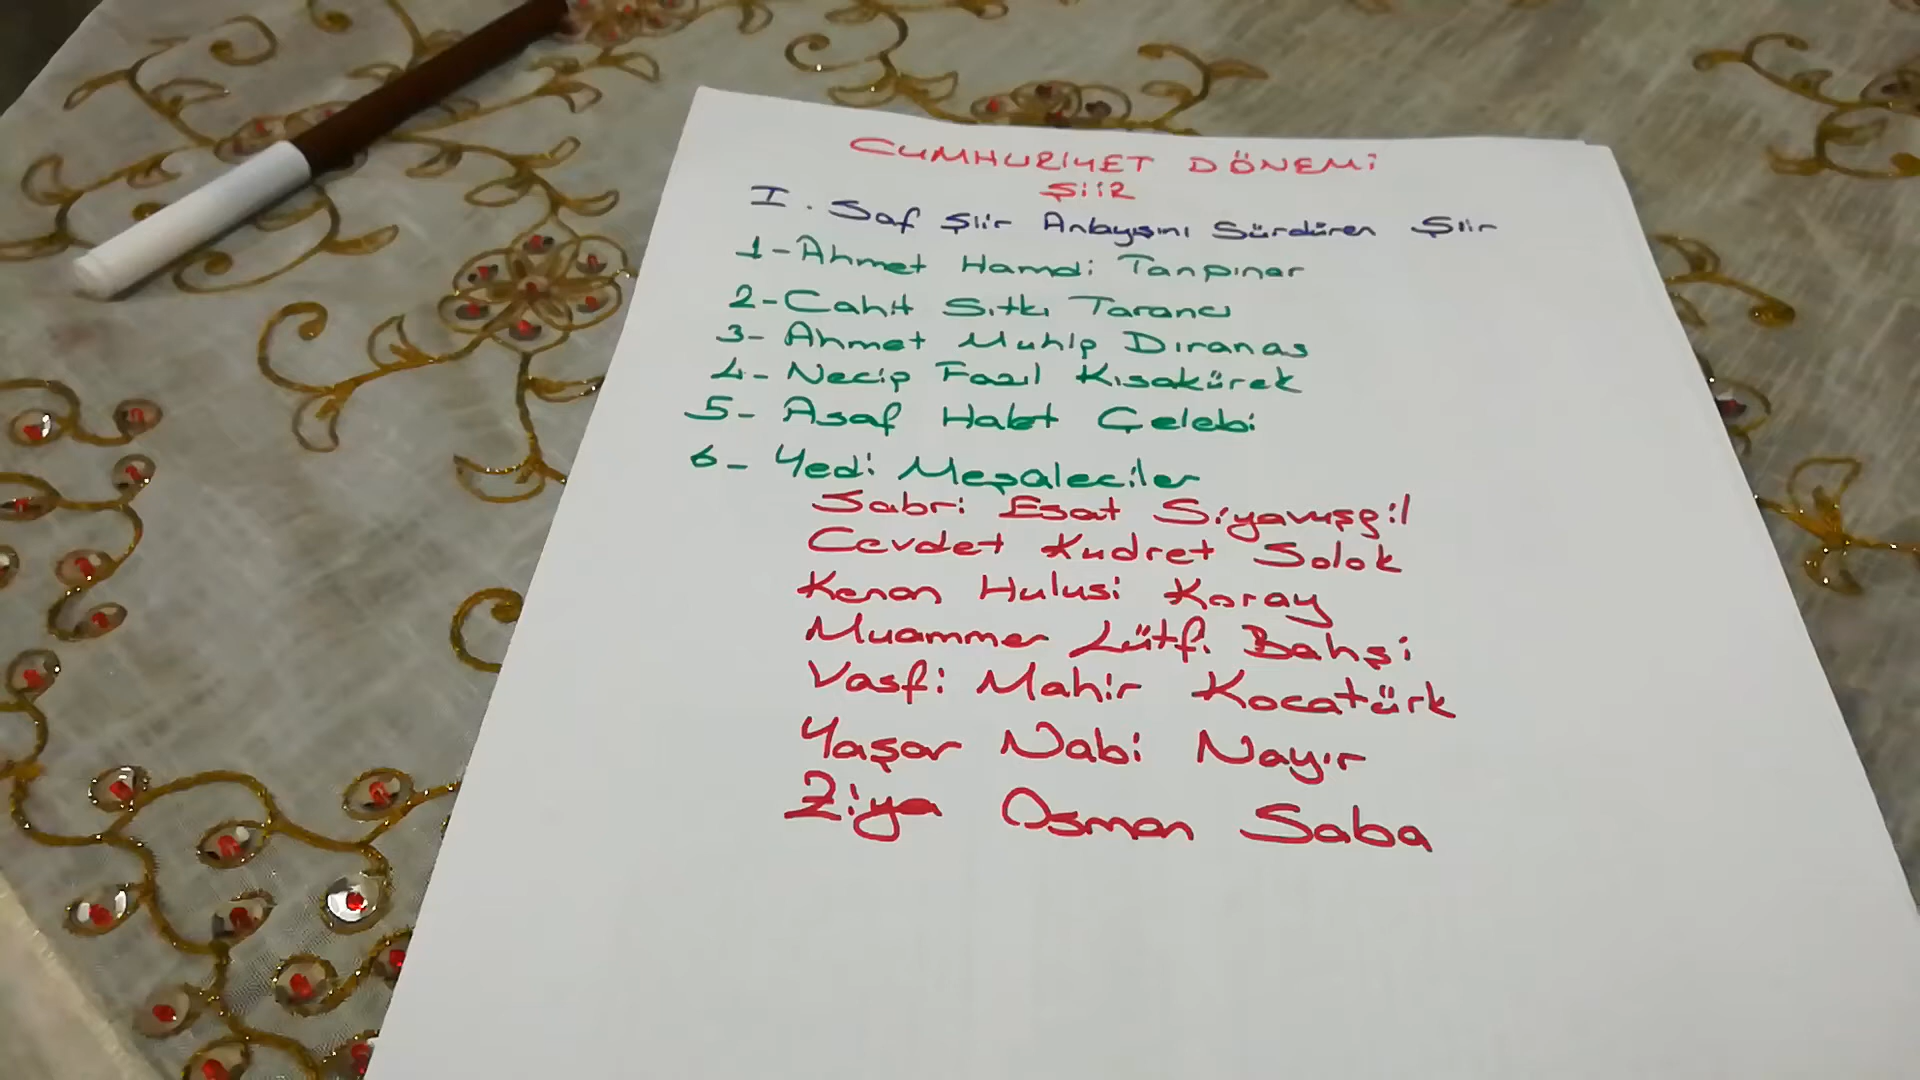 CUMHURİYET DÖNEMİ
ŞİİR
I. Saf Şiir Anlayışını Sürdüren Şiir
1-Ahmet Hamdi Tanpınar
2-Cahit Sıtkı Tarancı
3- Ahmet Muhip Dıranas
4- Necip Fazıl Kısakürek
5- Asaf Halet Çelebi
6- Yedi Meşaleciler
Sabri Esat Siyavuşgil
Cevdet Kudret Solok
Kenan Hulusi Koray
Muammer Lütfi Bahşi
Vasfi Mahir Kocatürk
Yaşar Nabi Nayır
Ziya Osman Saba